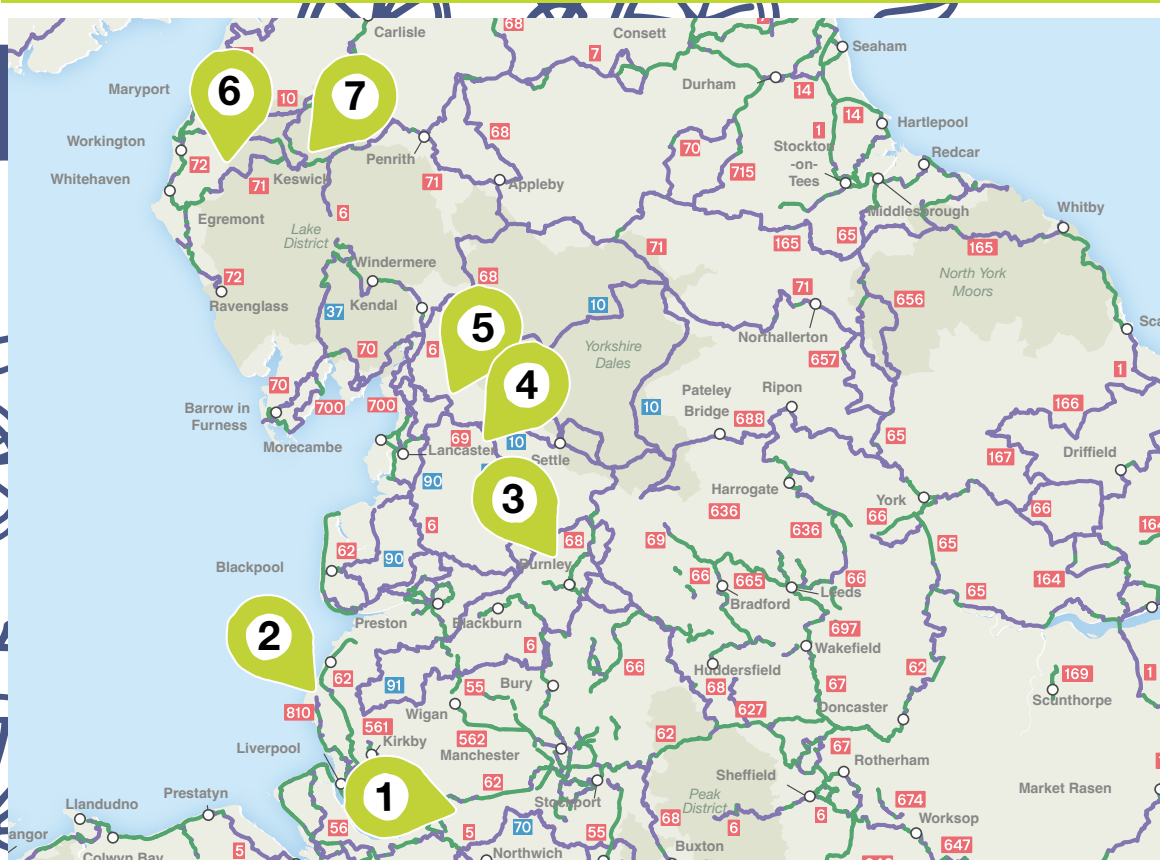 Carlisle
68
Consett
7
Seaham
Maryport
6
10
7
Durham
14
14
Hartlepool
Workington
72
68
70
1
Stockton
-on-
Tees
Redcar
Whitehaven
71
Keswick
Penrith
71
Appleby
715
Middlesbrough
Whitby
Egremont
6
Lake
District
71
165
65
165
72
Windermere
68
North York
Moors
Ravenglass
37
Kendal
5
10
71
656
Northallerton
Yorkshire
Dales
70
6
657
1
70
700
700
4
Pateley
Bridge
Ripon
10
688
166
Barrow in
Furness
Morecambe
69
Lancaster
10
Settle
65
167
Driffield
90
3
Harrogate
York
636
66
66
6
68
69
636
65
62
90
Blackpool
Burnley
66
665
66
164
65
Bradford
Leeds
Preston
Blackburn
2
6
697
Wakefield
62
91
55
Bury
66
Huddersfield
68
67
62
169
1
Scunthorpe
810
561
Wigan
627
Doncaster
Kirkby
562
Manchester
62
67
Rotherham
Liverpool
1
62
Sheffield
Market Rasen
Prestatyn
Llandudno
Stockport
Peak
District
6
6
674
Worksop
56
5
70
55
68
647
5
Colwyn Bay
Northwich
Buxton